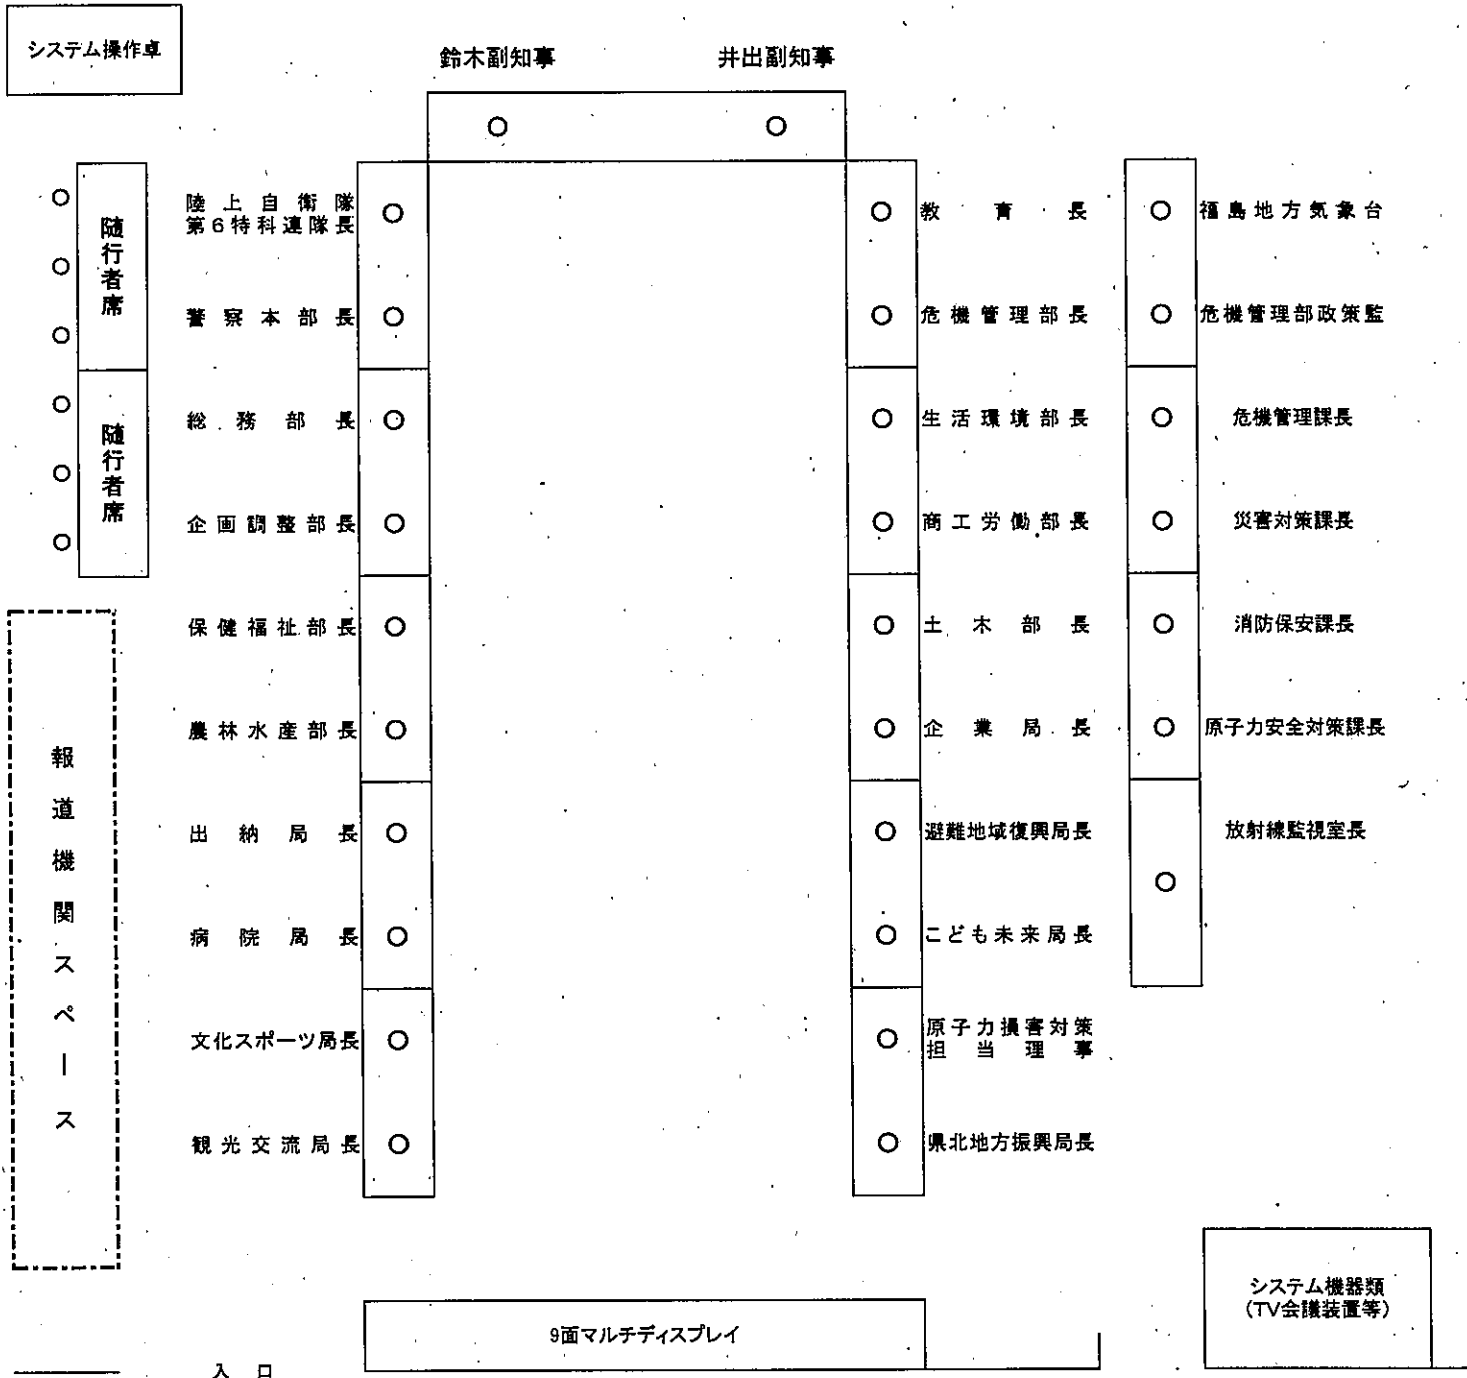 システム操作卓
鈴木副知事
井出副知事
随行者席
随行者席
陸上自衛隊
第6特科連隊長
警察本部長
総務部長
企画調整部長
保健福祉部長
農林水産部長
出納局長
病院局長
文化スポーツ局長
観光交流局長
教育長
危機管理部長
生活環境部長
商工労働部長
土木部長
企業局長
避難地域復興局長
こども未来局長
原子力損害対策
担当理事
県北地方振興局長
福島地方気象台
危機管理部政策監
危機管理課長
災害対策課長
消防保安課長
原子力安全対策課長
放射線監視室長
報道機関スペース
システム機器類
(TV会議装置等)
9面マルチディスプレイ
入口